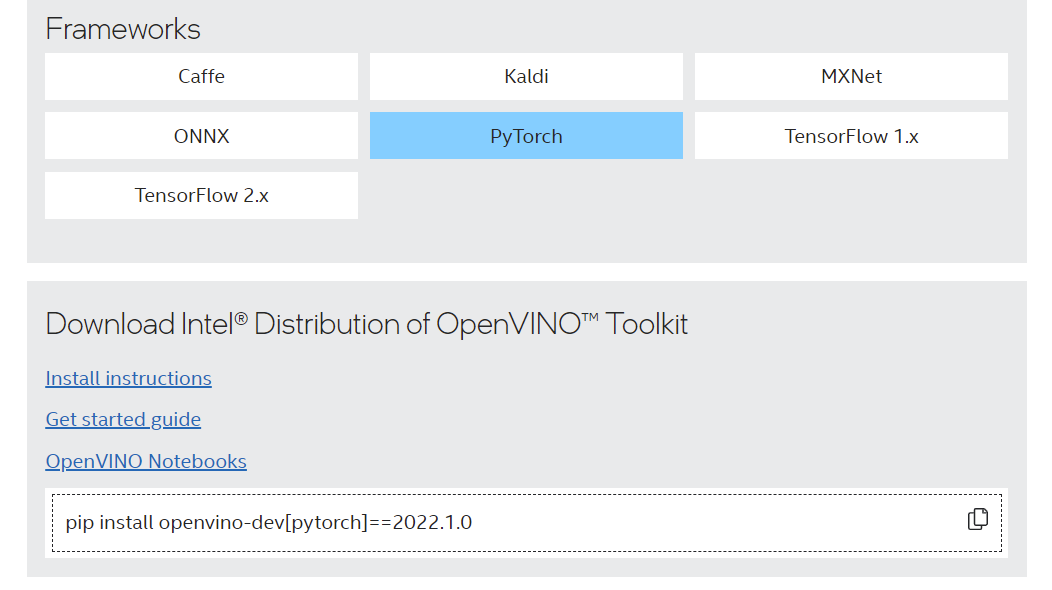 Frameworks
Caffe
Kaldi
MXNet
ONNX
PyTorch
TensorFlow 1.x
TensorFlow 2.x
Download Intel® Distribution of OpenVINO™ Toolkit
Install instructions
Get started guide
OpenVINO Notebooks
pip install openvino-dev[pytorch]==2022.1.0